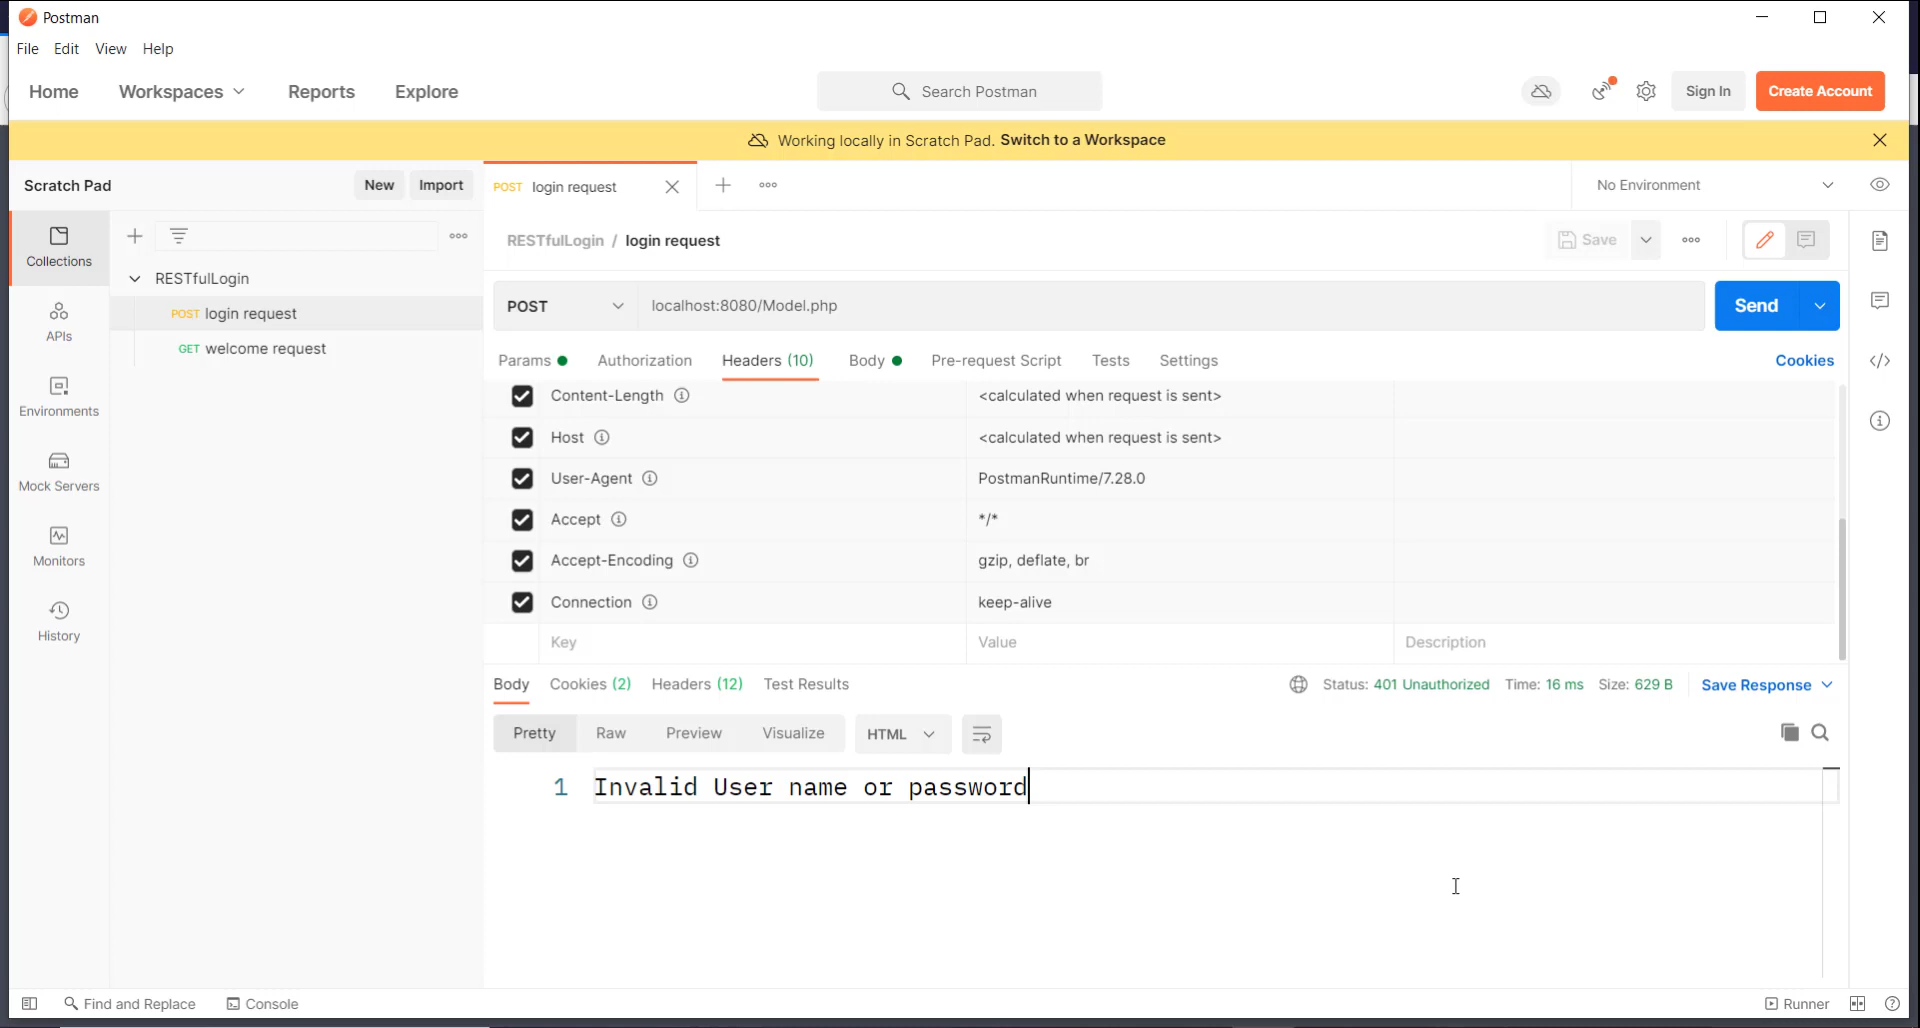 Postman
File Edit View Help
Home Workspaces Reports Explore Search Postman Sign In Create Account
Working locally in Scratch Pad. Switch to a Workspace
Scratch Pad New Import POST login request No Environment
RESTfulLogin / login request Save
Collections
RESTfulLogin
POST login request
GET welcome request
APIs
Environments
Mock Servers
Monitors
History
POST localhost:8080/Model.php Send
Params Authorization Headers (10) Body Pre-request Script Tests Settings Cookies
Content-Length <calculated when request is sent>
Host <calculated when request is sent>
User-Agent PostmanRuntime/7.28.0
Accept */*
Accept-Encoding gzip, deflate, br
Connection keep-alive
Key Value Description
Body Cookies (2) Headers (12) Test Results Status: 401 Unauthorized Time: 16 ms Size: 629 B Save Response
Pretty Raw Preview Visualize HTML
1 Invalid User name or password
Find and Replace Console Runner